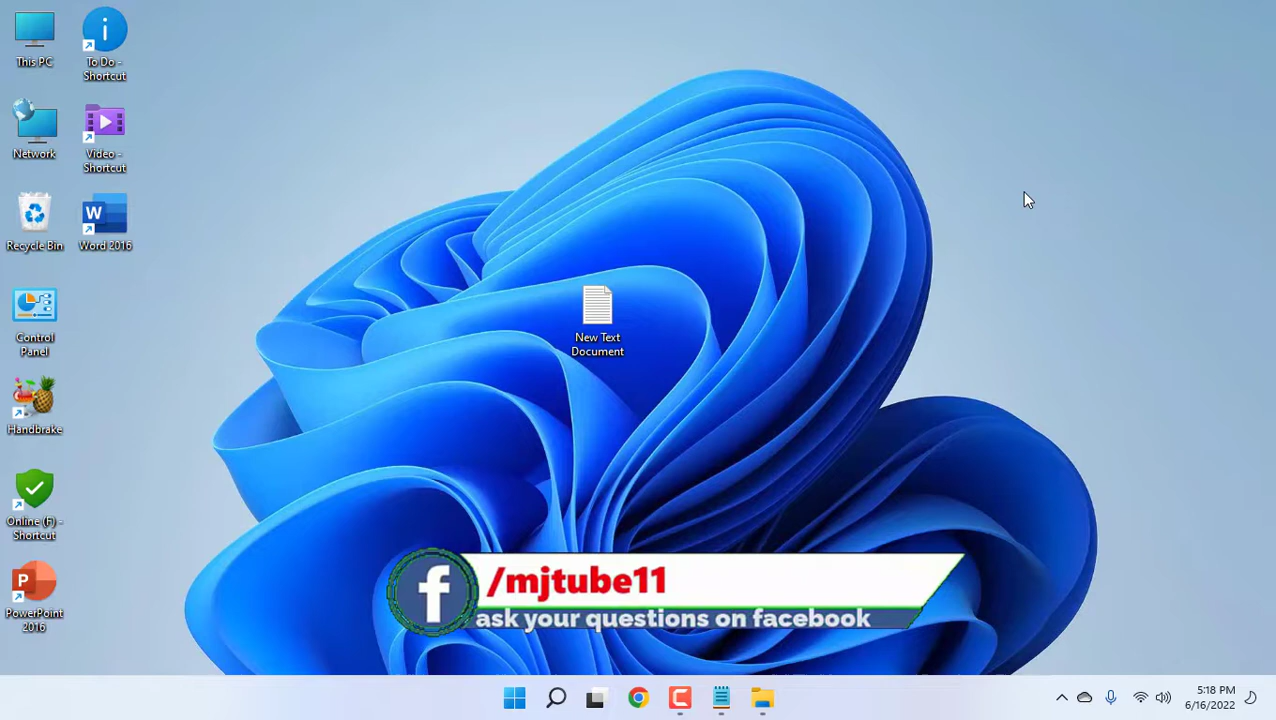 This PC
To Do -
Shortcut
Network
Video -
Shortcut
Recycle Bin
W
Word 2016
Control
Panel
New Text
Document
Handbrake
Online (F) -
Shortcut
P
PowerPoint
2016
f
/mjtube11
ask your questions on facebook
5:18 PM
6/16/2022